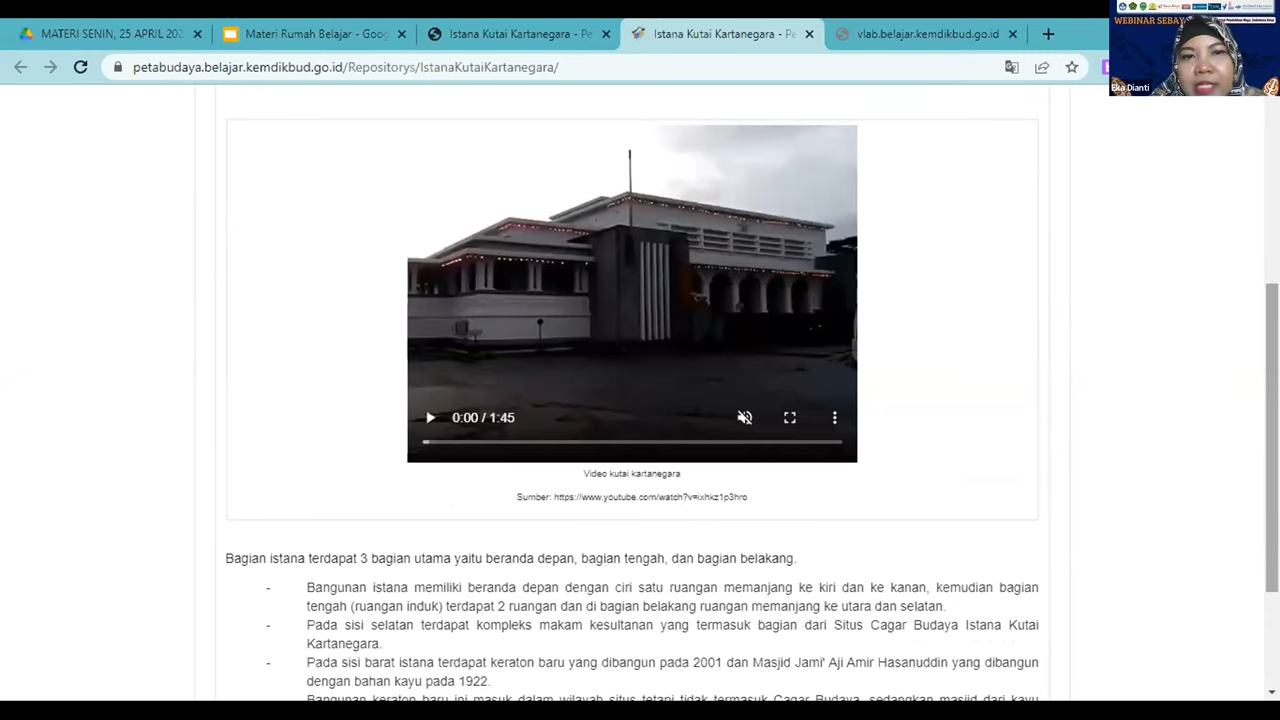 WEBINAR SEBAY
Eka Dianti
MATERI SENIN, 25 APRIL 202
Materi Rumah Belajar - Goog
Istana Kutai Kartanegara - Pe
Istana Kutai Kartanegara - Pe
vlab.belajar.kemdikbud.go.id
petabudaya.belajar.kemdikbud.go.id/Repositorys/IstanaKutaiKartanegara/
0:00 / 1:45
Video kutai kartanegara
Sumber: https://www.youtube.com/watch?v=ixhkz1p3hro
Bagian istana terdapat 3 bagian utama yaitu beranda depan, bagian tengah, dan bagian belakang.
- Bangunan istana memiliki beranda depan dengan ciri satu ruangan memanjang ke kiri dan ke kanan, kemudian bagian
tengah (ruangan induk) terdapat 2 ruangan dan di bagian belakang ruangan memanjang ke utara dan selatan.
- Pada sisi selatan terdapat kompleks makam kesultanan yang termasuk bagian dari Situs Cagar Budaya Istana Kutai
Kartanegara.
- Pada sisi barat istana terdapat keraton baru yang dibangun pada 2001 dan Masjid Jami' Aji Amir Hasanuddin yang dibangun
dengan bahan kayu pada 1922.
Bangunan keraton baru ini masuk dalam wilayah situs tetapi tidak termasuk Cagar Budaya, sedangkan masjid dari kayu